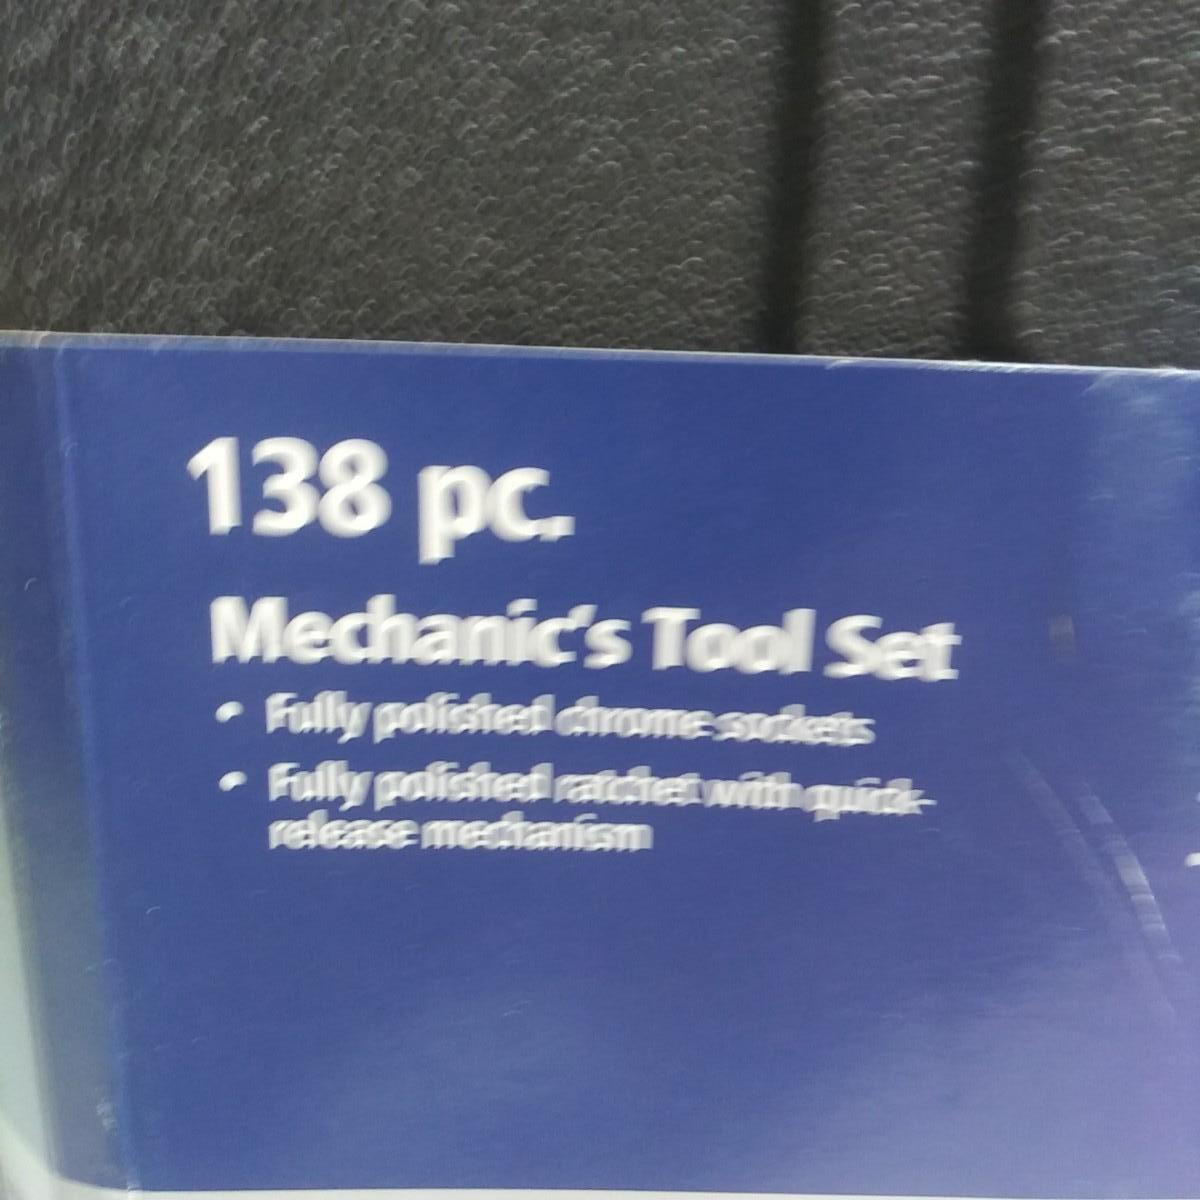 138 pc.
Mechanic's Tool Set
• Fully polished chrome sockets
• Fully polished ratchet with quick-
release mechanism